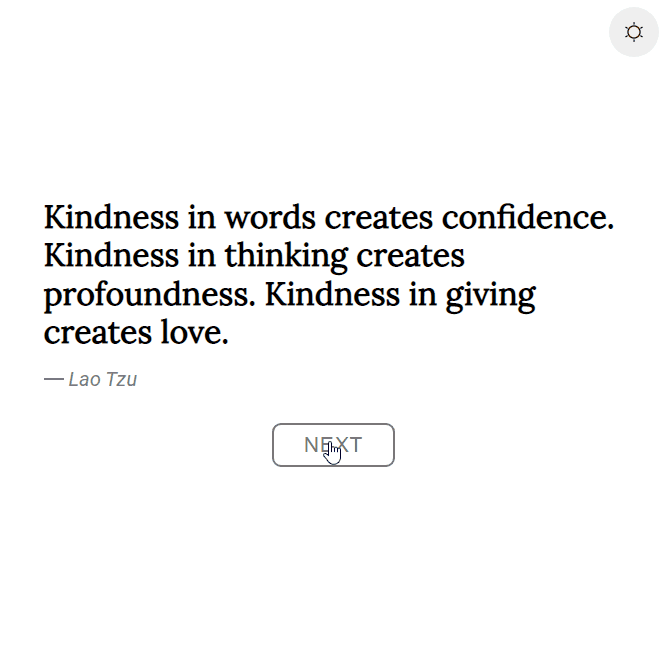 Kindness in words creates confidence.
Kindness in thinking creates
profoundness. Kindness in giving
creates love.
— Lao Tzu
NEXT